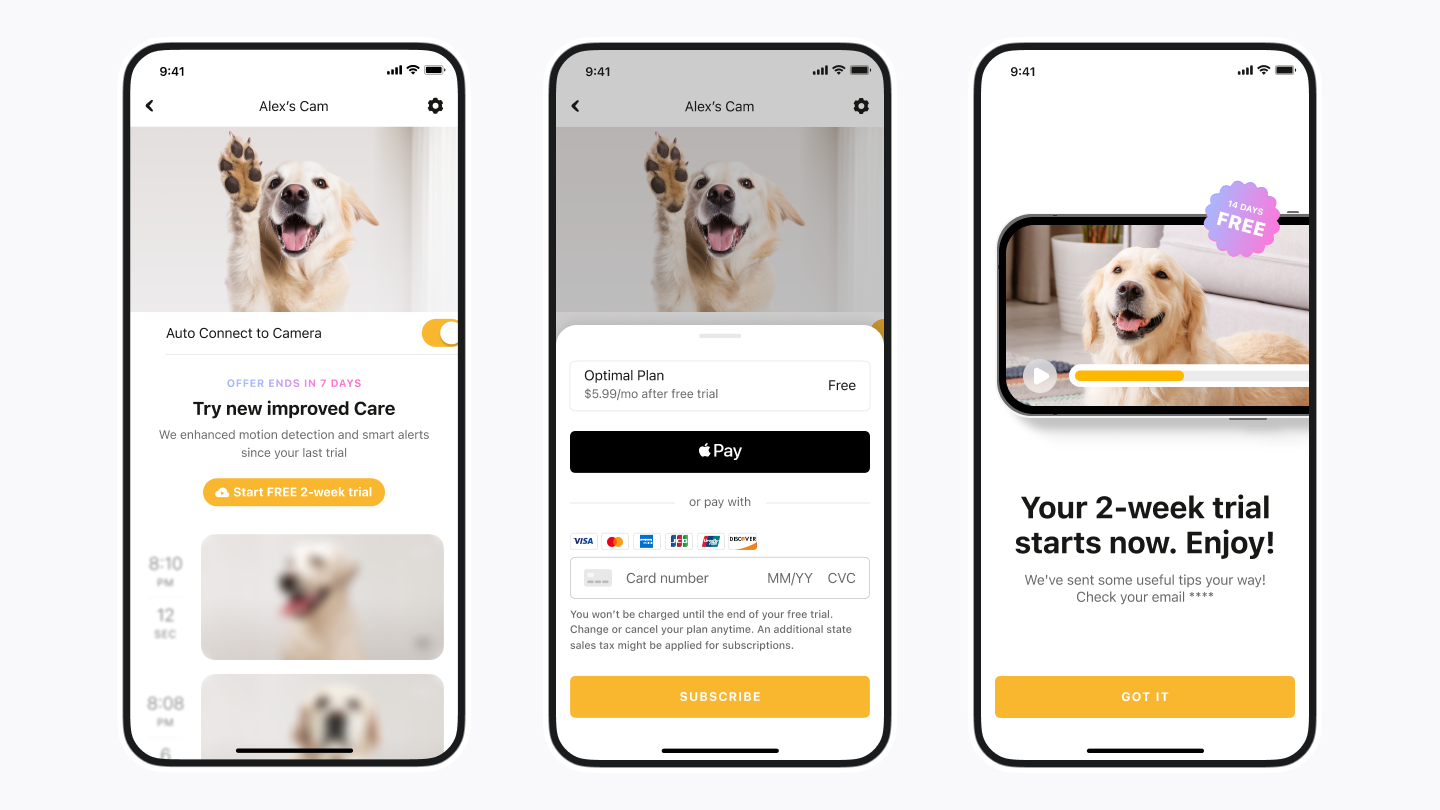 9:41
Alex's Cam
Auto Connect to Camera
OFFER ENDS IN 7 DAYS
Try new improved Care
We enhanced motion detection and smart alerts
since your last trial
Start FREE 2-week trial
8:10
PM
12
SEC
8:08
PM
6
9:41
Alex's Cam
Optimal Plan
$5.99/mo after free trial
Free
Pay
or pay with
VISA
JCB
DISCOVER
Card number MM/YY CVC
You won't be charged until the end of your free trial.
Change or cancel your plan anytime. An additional state
sales tax might be applied for subscriptions.
SUBSCRIBE
9:41
14 DAYS
FREE
Your 2-week trial
starts now. Enjoy!
We've sent some useful tips your way!
Check your email ****
GOT IT